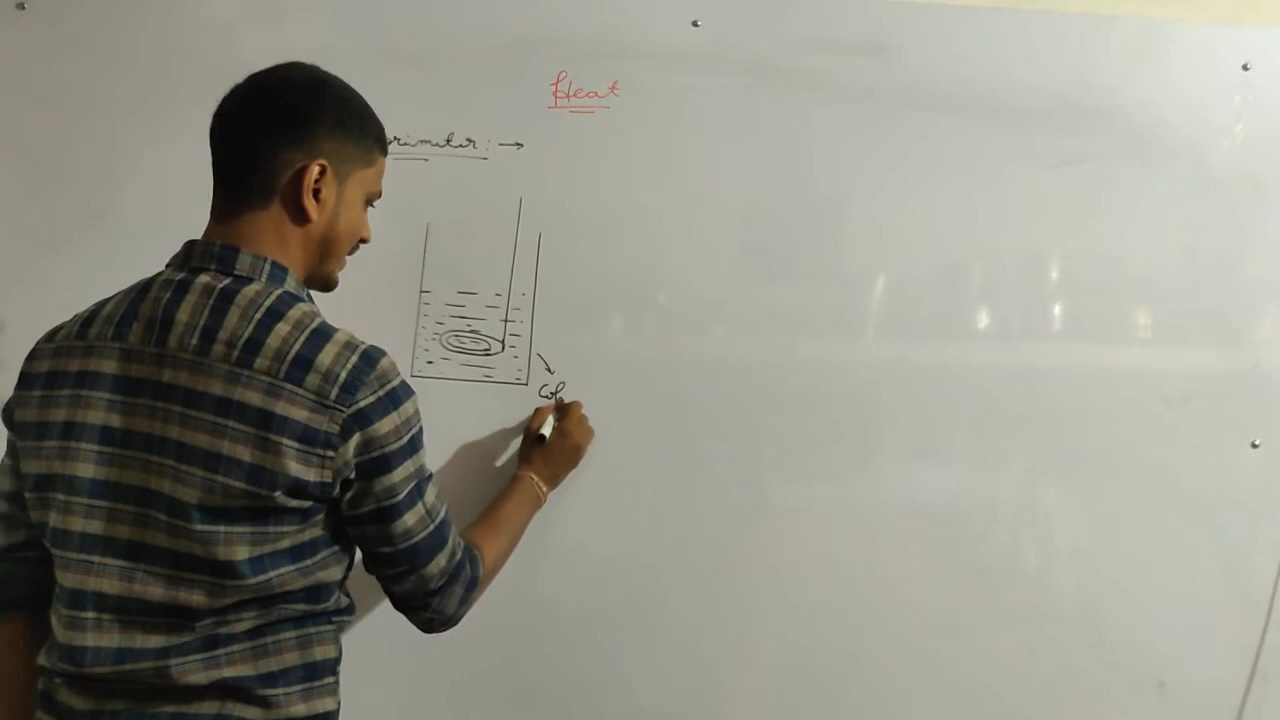 Heat
rimeter : →